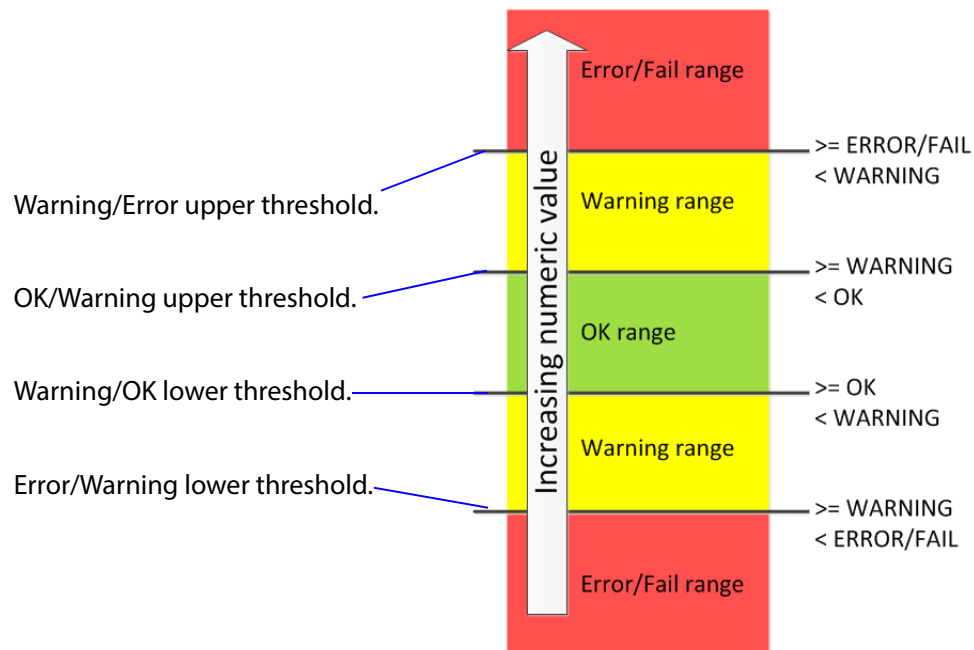 Error/Fail range
>= ERROR/FAIL
< WARNING
Warning/Error upper threshold.
Warning range
>= WARNING
< OK
OK/Warning upper threshold.
OK range
Increasing numeric value
Warning/OK lower threshold.
>= OK
< WARNING
Warning range
Error/Warning lower threshold.
>= WARNING
< ERROR/FAIL
Error/Fail range